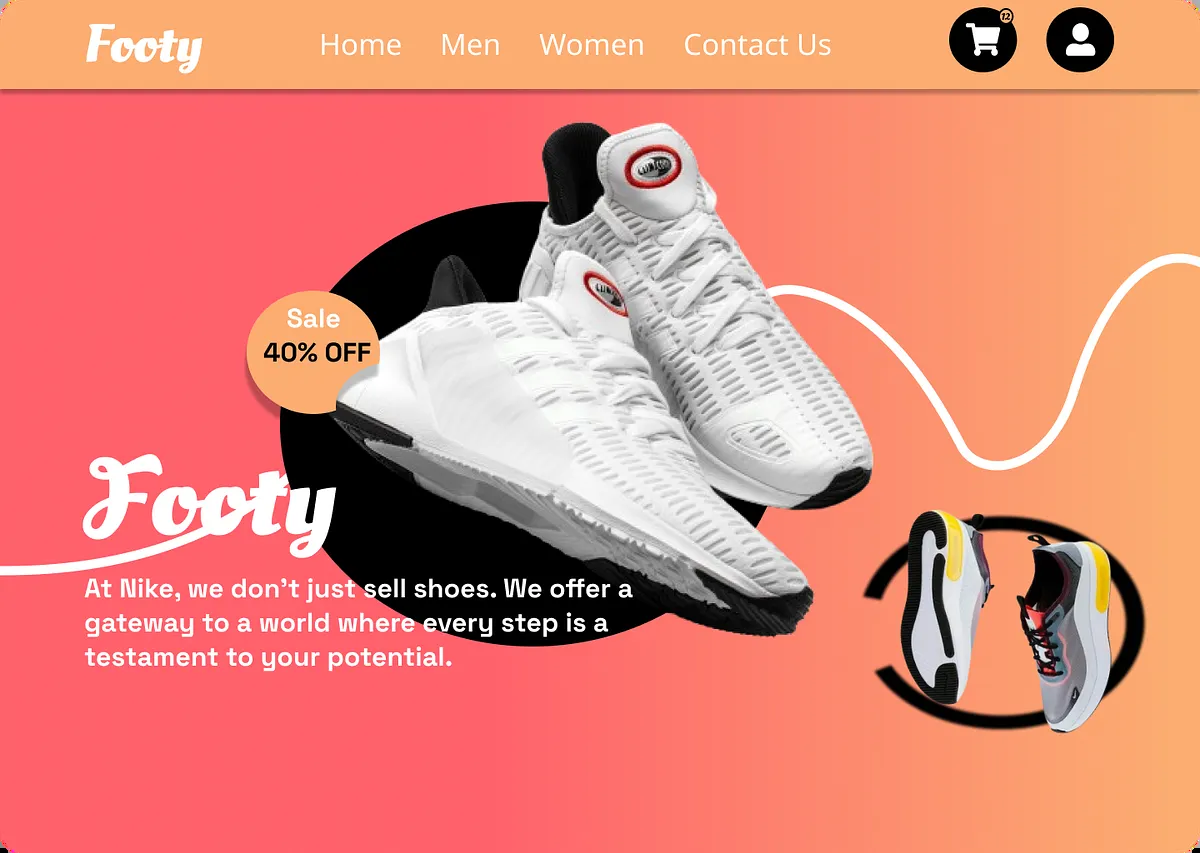 Footy
Home Men Women Contact Us
12
Sale
40% OFF
Footy
At Nike, we don't just sell shoes. We offer a
gateway to a world where every step is a
testament to your potential.